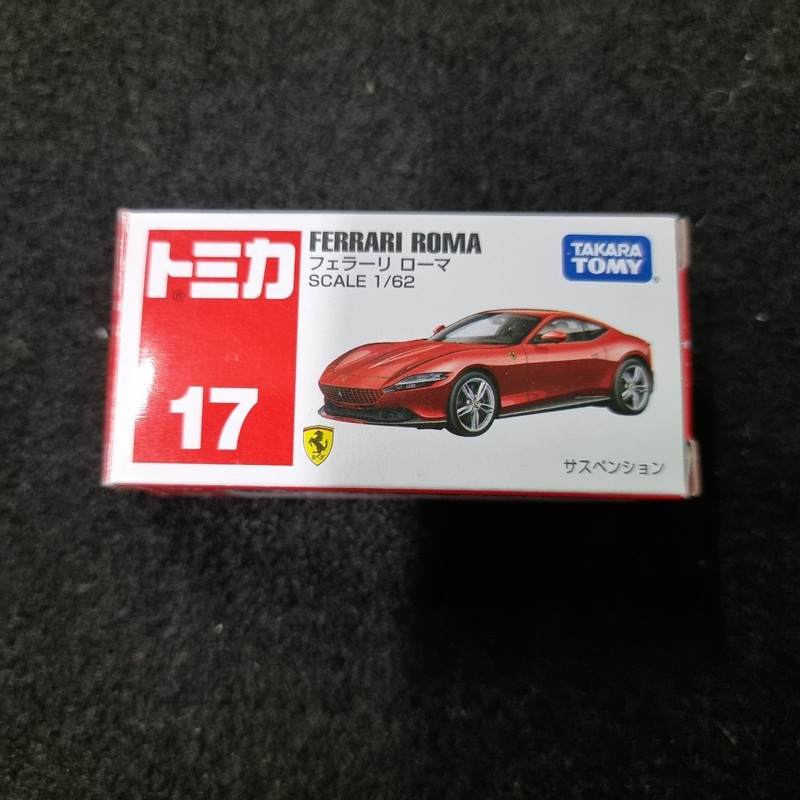 トミカ
®
17
FERRARI ROMA
フェラーリ ローマ
SCALE 1/62
TAKARA
TOMY
®
サスペンション